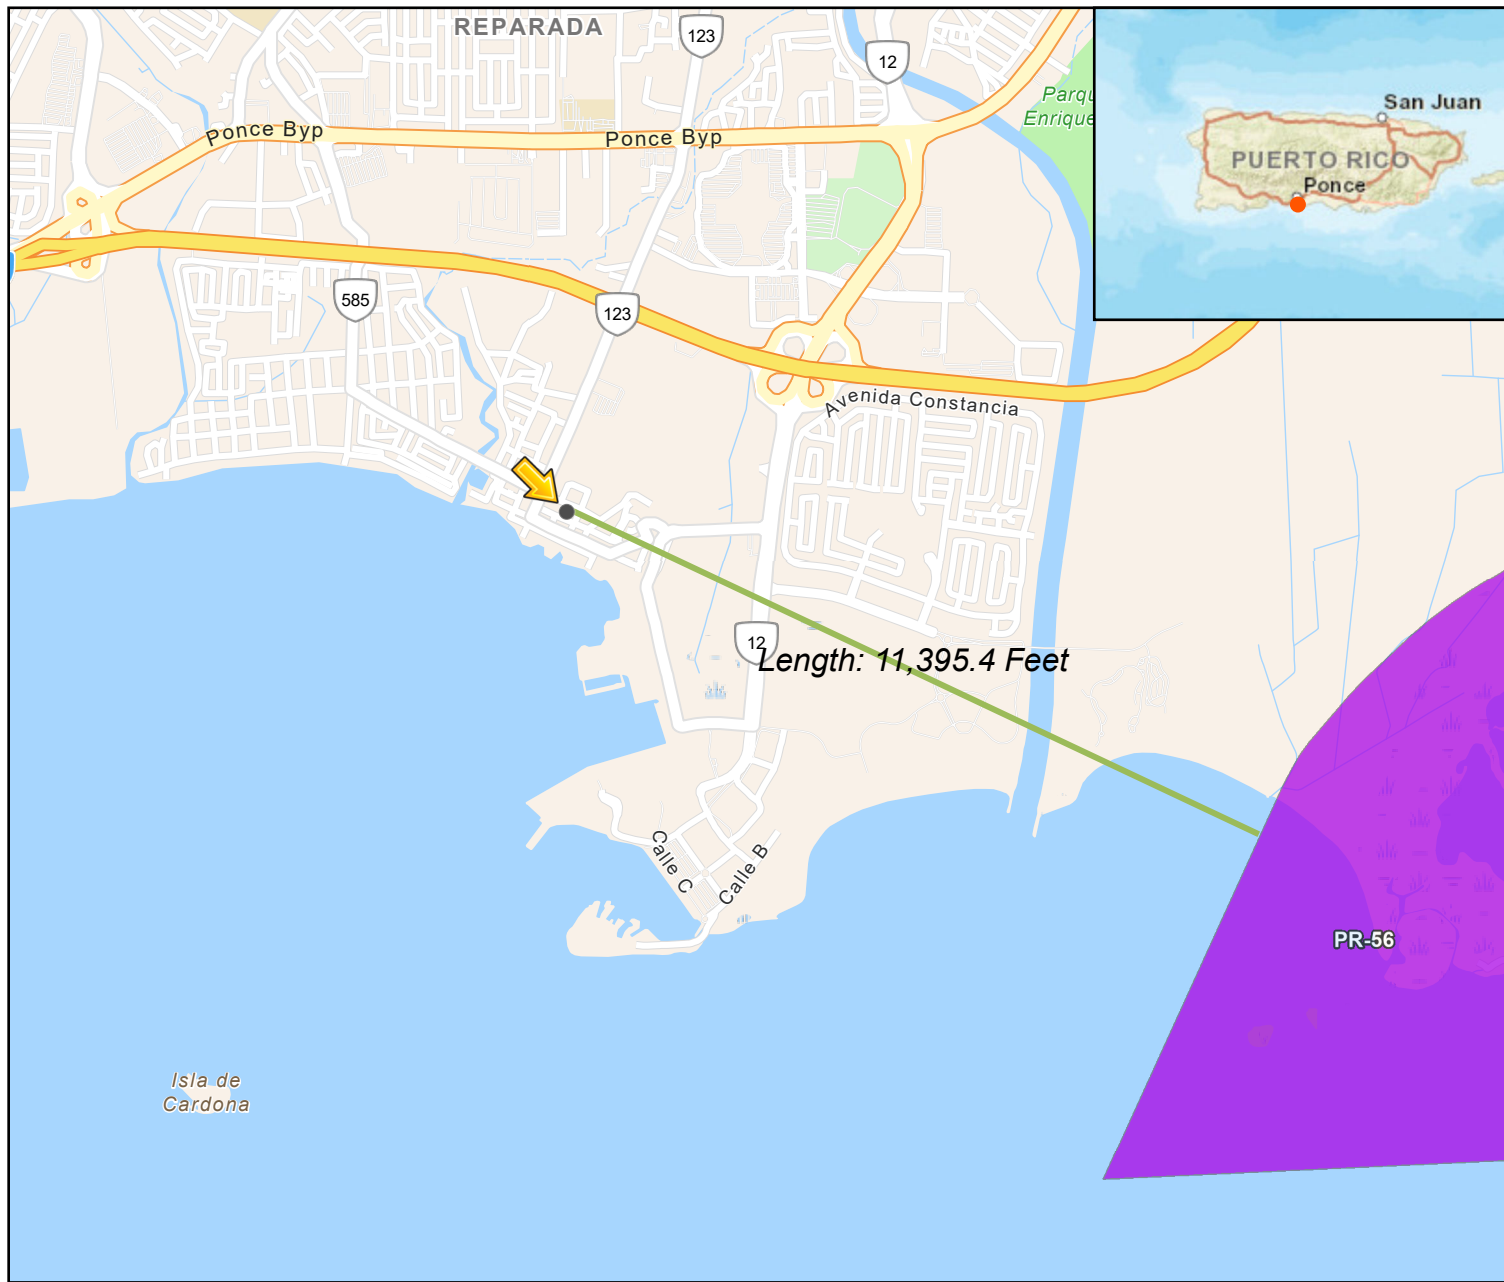 REPARADA
123
12
Parqu
Enrique
San Juan
PUERTO RICO
Ponce
Ponce Byp
Ponce Byp
585
123
Avenida Constancia
12
Length: 11,395.4 Feet
Calle C
Calle B
PR-56
Isla de
Cardona